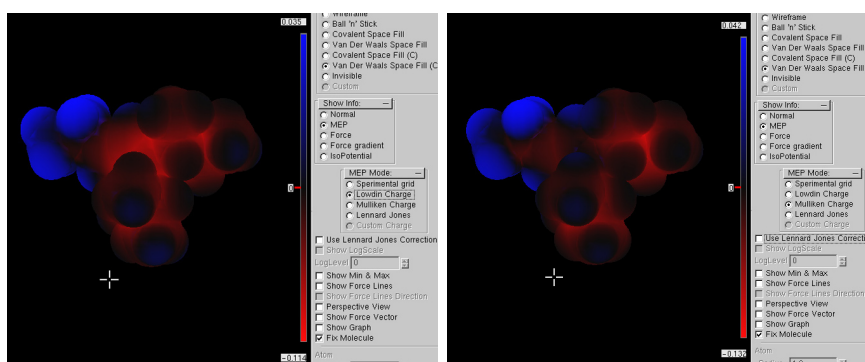 0.035
0
-0.114
Wireframe
Ball 'n' Stick
Covalent Space Fill
Van Der Waals Space Fill
Covalent Space Fill (C)
Van Der Waals Space Fill (C
Invisible
Custom
Show Info:
Normal
MEP
Force
Force gradient
IsoPotential
MEP Mode:
Sperimental grid
Lowdin Charge
Mulliken Charge
Lennard Jones
Custom Charge
Use Lennard Jones Correction
Show LogScale
LogLevel 0
Show Min & Max
Show Force Lines
Show Force Lines Direction
Perspective View
Show Force Vector
Show Graph
Fix Molecule
Atom
0.042
0
-0.132
Wireframe
Ball 'n' Stick
Covalent Space Fill
Van Der Waals Space Fill
Covalent Space Fill (C)
Van Der Waals Space Fill
Invisible
Custom
Show Info:
Normal
MEP
Force
Force gradient
IsoPotential
MEP Mode:
Sperimental grid
Lowdin Charge
Mulliken Charge
Lennard Jones
Custom Charge
Use Lennard Jones Correcti
Show LogScale
LogLevel 0
Show Min & Max
Show Force Lines
Show Force Lines Direction
Perspective View
Show Force Vector
Show Graph
Fix Molecule
Atom